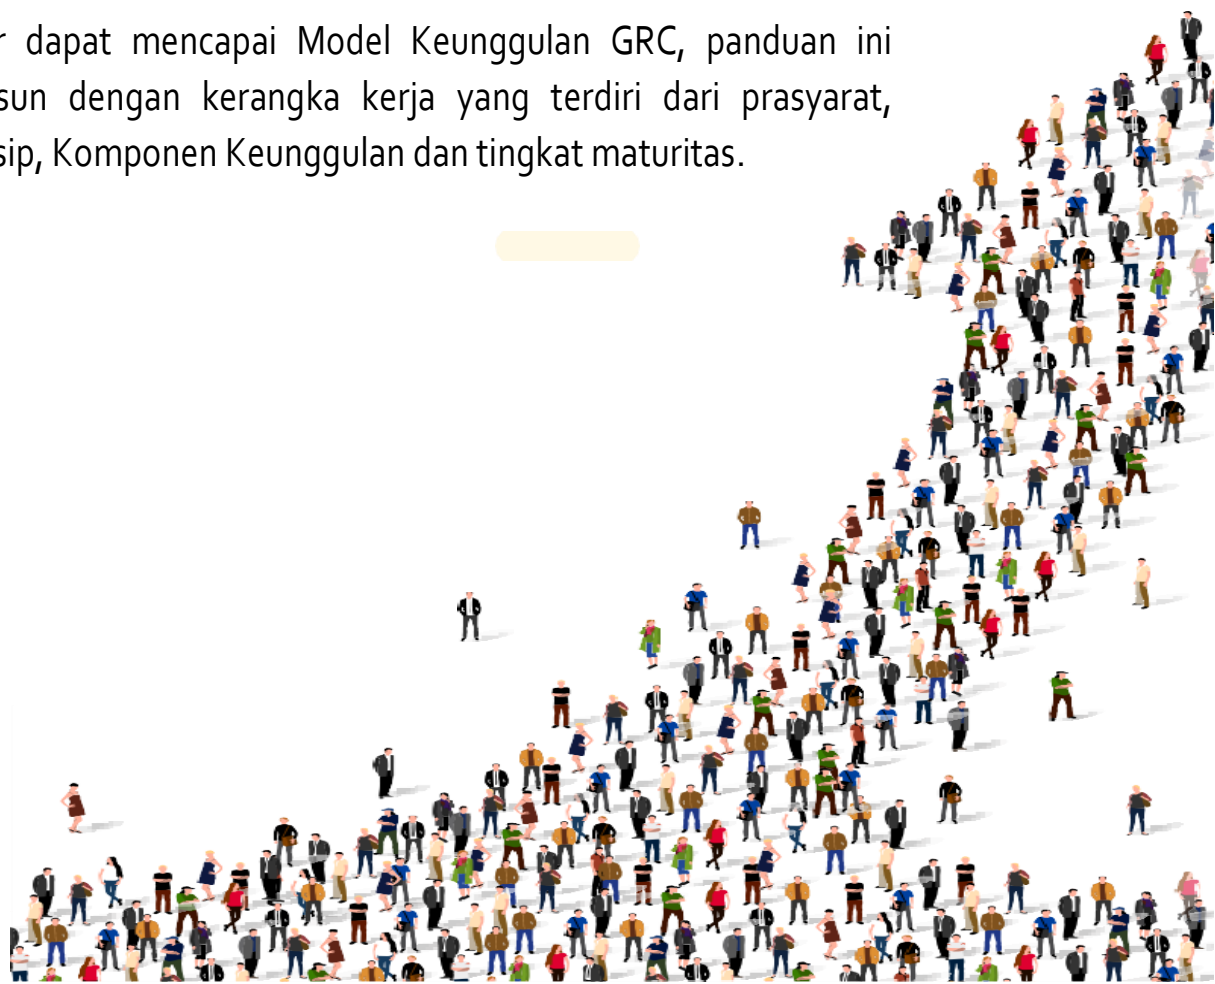 r dapat mencapai Model Keunggulan GRC, panduan ini
sun dengan kerangka kerja yang terdiri dari prasyarat,
sip, Komponen Keunggulan dan tingkat maturitas.